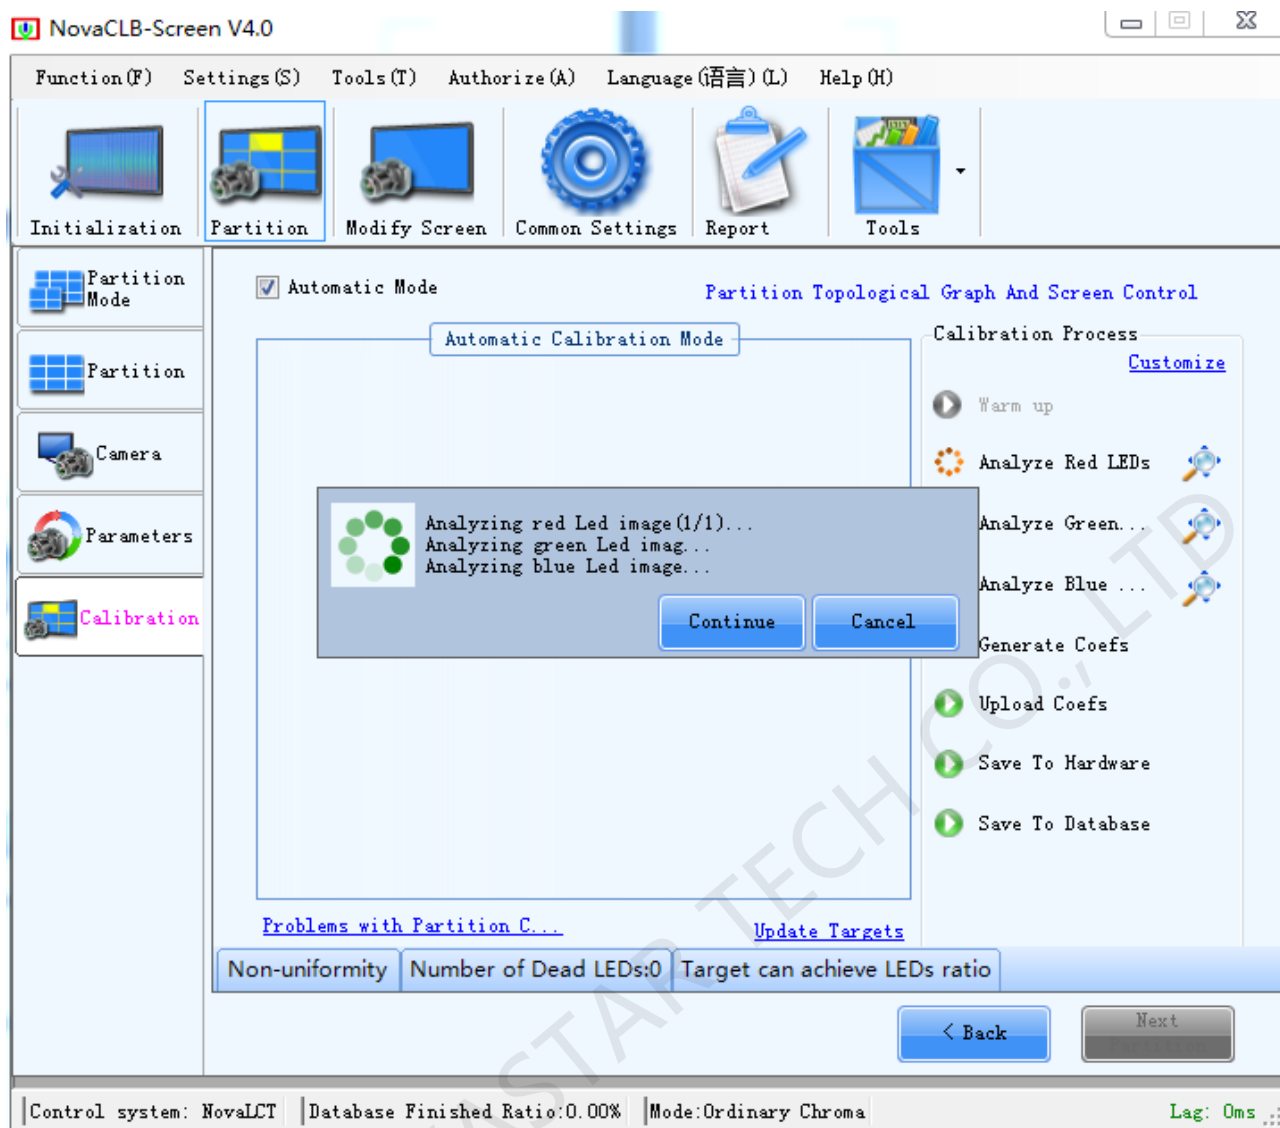 NovaCLB-Screen V4.0
Function(F) Settings(S) Tools(T) Authorize(A) Language(语言)(L) Help(H)
Initialization Partition Modify Screen Common Settings Report Tools
Partition Mode
Partition
Camera
Parameters
Calibration
Automatic Mode
Partition Topological Graph And Screen Control
Automatic Calibration Mode
Calibration Process
Customize
Warm up
Analyze Red LEDs
Analyze Green...
Analyze Blue ...
Generate Coefs
Upload Coefs
Save To Hardware
Save To Database
Analyzing red Led image(1/1)...
Analyzing green Led imag...
Analyzing blue Led image...
Continue Cancel
Problems with Partition C...
Update Targets
Non-uniformity Number of Dead LEDs:0 Target can achieve LEDs ratio
< Back Next
Control system: NovaLCT Database Finished Ratio:0.00% Mode:Ordinary Chroma Lag: 0ms
TASTAR TECH CO., LTD